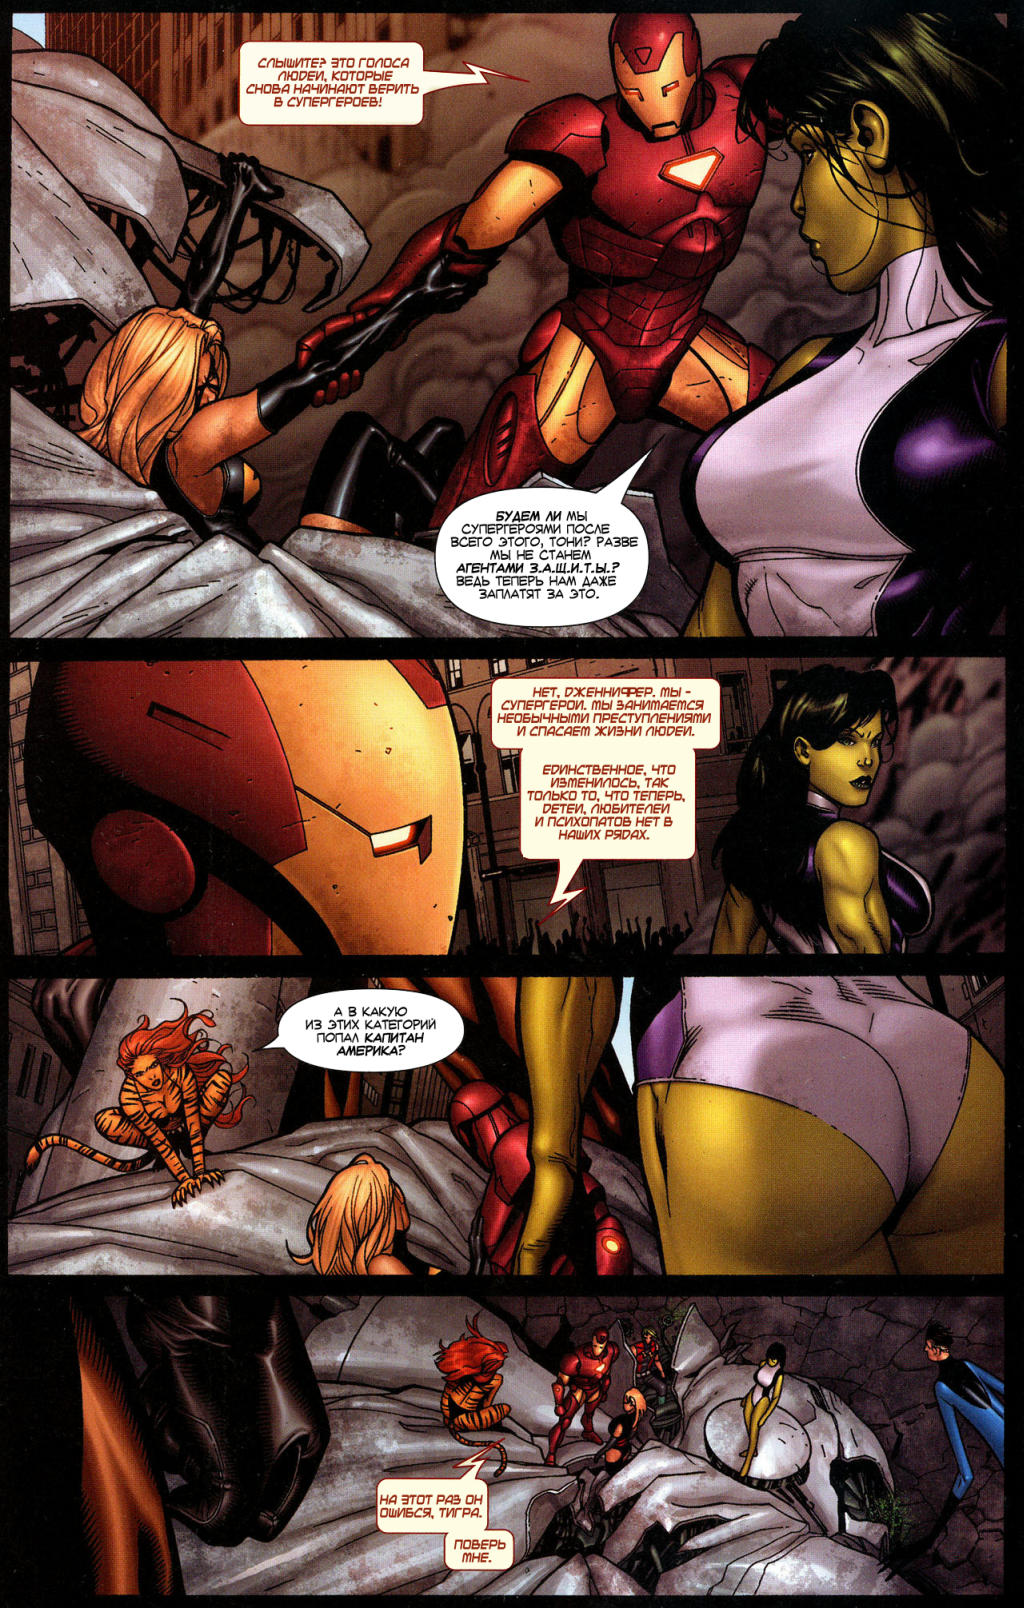 СЛЫШИТЕ? ЭТО ГОЛОСА
ЛЮДЕЙ, КОТОРЫЕ
СНОВА НАЧИНАЮТ ВЕРИТЬ
В СУПЕРГЕРОЕВ!
БУДЕМ ЛИ МЫ
СУПЕРГЕРОЯМИ ПОСЛЕ
ВСЕГО ЭТОГО, ТОНИ? РАЗВЕ
МЫ НЕ СТАНЕМ
АГЕНТАМИ З.А.Щ.И.Т.Ы.?
ВЕДЬ ТЕПЕРЬ НАМ ДАЖЕ
ЗАПЛАТЯТ ЗА ЭТО.
НЕТ, ДЖЕННИФЕР. МЫ -
СУПЕРГЕРОИ. МЫ ЗАНИМАЕТСЯ
НЕОБЫЧНЫМИ ПРЕСТУПЛЕНИЯМИ
И СПАСАЕМ ЖИЗНИ ЛЮДЕЙ.
ЕДИНСТВЕННОЕ, ЧТО
ИЗМЕНИЛОСЬ, ТАК
ТОЛЬКО ТО, ЧТО ТЕПЕРЬ,
ДЕТЕЙ, ЛЮБИТЕЛЕЙ
И ПСИХОПАТОВ НЕТ В
НАШИХ РЯДАХ.
А В КАКУЮ
ИЗ ЭТИХ КАТЕГОРИЙ
ПОПАЛ КАПИТАН
АМЕРИКА?
НА ЭТОТ РАЗ ОН
ОШИБСЯ, ТИГРА.
ПОВЕРЬ
МНЕ.